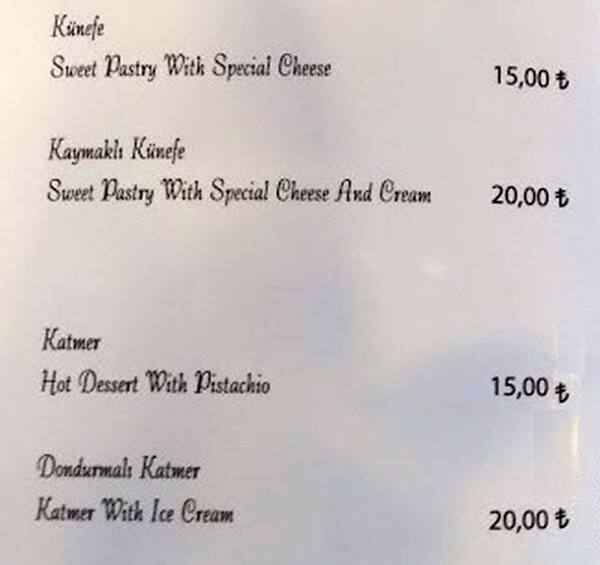 Künefe
Sweet Pastry With Special Cheese
15,00 ₺
Kaymaklı Künefe
Sweet Pastry With Special Cheese And Cream
20,00 ₺
Katmer
Hot Dessert With Pistachio
15,00 ₺
Dondurmalı Katmer
Katmer With Ice Cream
20,00 ₺